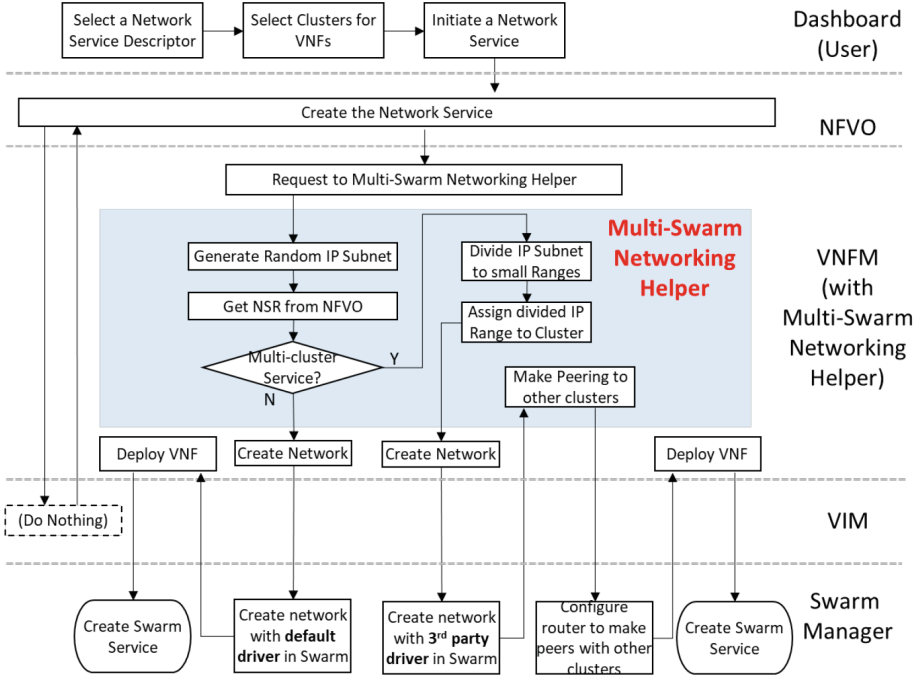 Select a Network
Service Descriptor
Select Clusters for
VNFs
Initiate a Network
Service
Dashboard
(User)
Create the Network Service
NFVO
Request to Multi-Swarm Networking Helper
Multi-Swarm
Networking
Helper
Generate Random IP Subnet
Divide IP Subnet
to small Ranges
Get NSR from NFVO
Assign divided IP
Range to Cluster
Multi-cluster
Service?
Y
N
Make Peering to
other clusters
VNFM
(with
Multi-Swarm
Networking
Helper)
Deploy VNF
Create Network
Create Network
Deploy VNF
(Do Nothing)
VIM
Create Swarm
Service
Create network
with default
driver in Swarm
Create network
with 3rd party
driver in Swarm
Configure
router to make
peers with other
clusters
Create Swarm
Service
Swarm
Manager